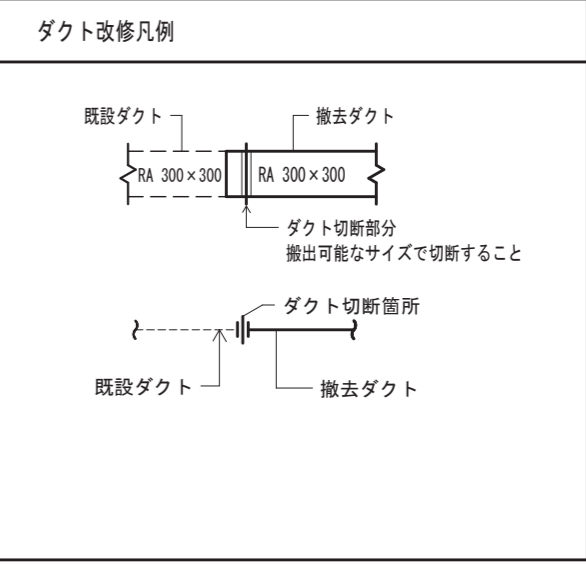 ダクト改修凡例
既設ダクト
撤去ダクト
RA 300×300
RA 300×300
ダクト切断部分
搬出可能なサイズで切断すること
ダクト切断箇所
既設ダクト
撤去ダクト